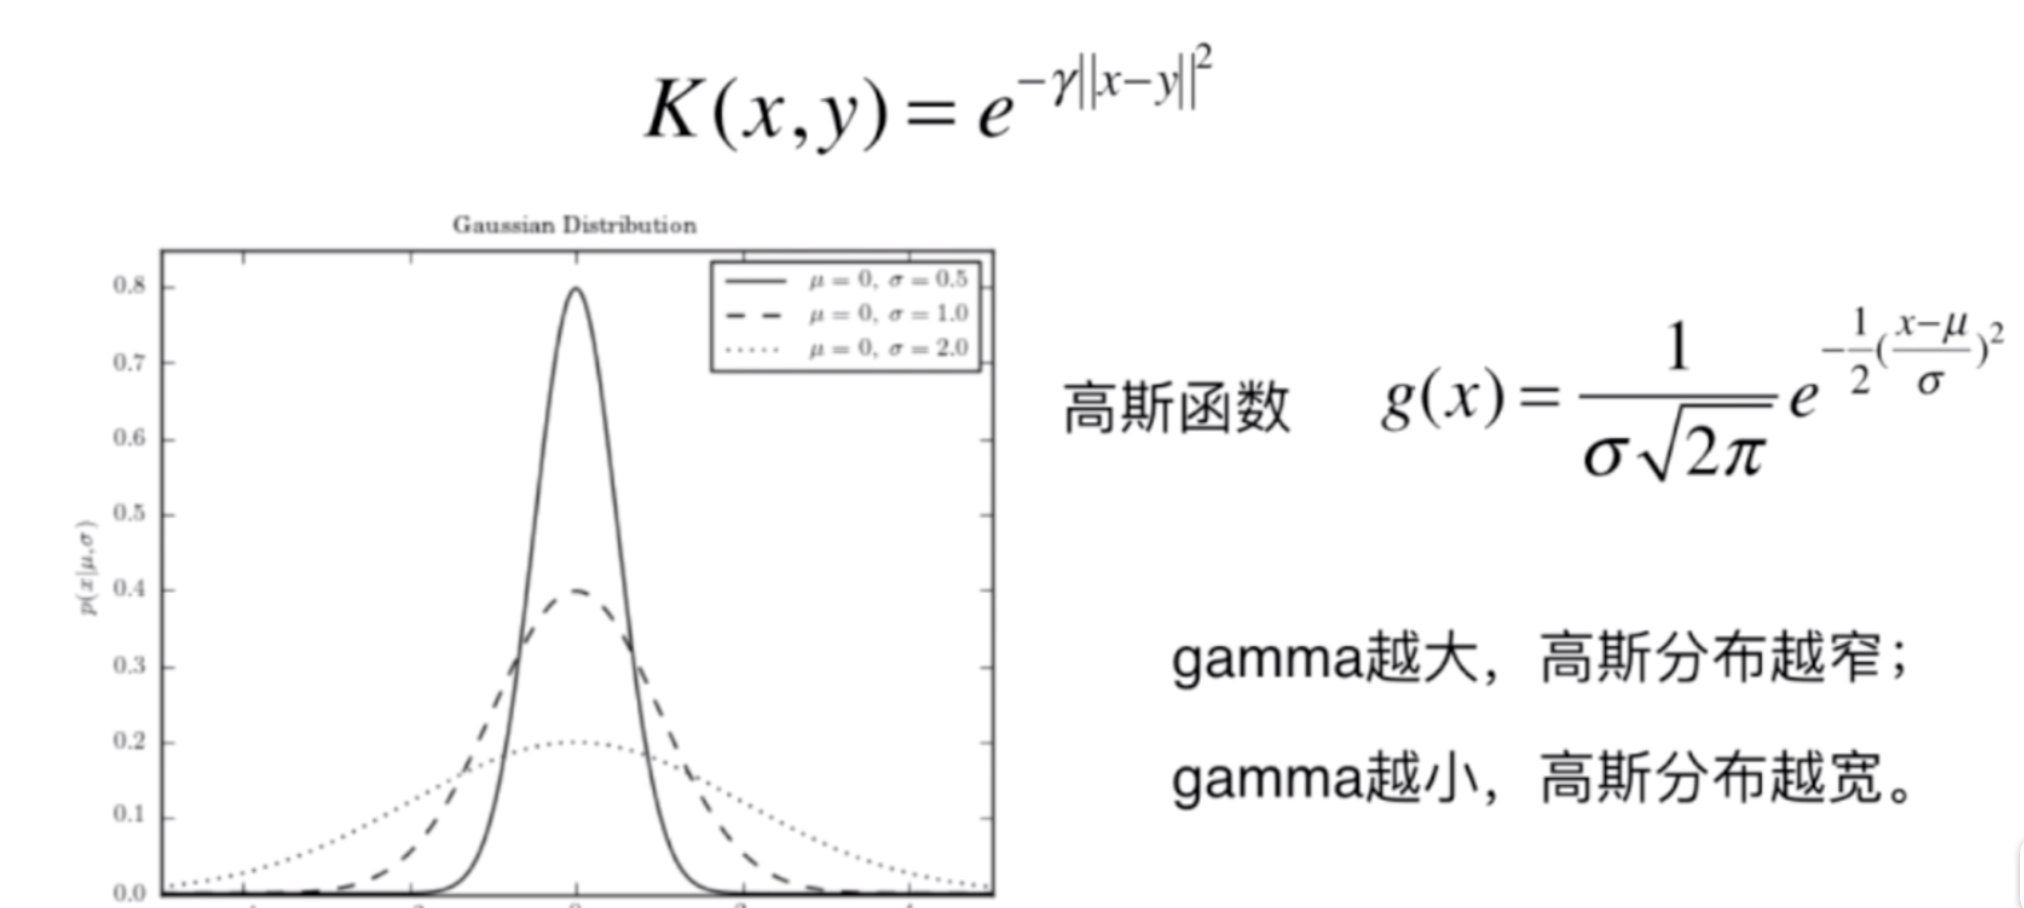 K(x,y) = e^{-γ||x-y||^2}
Gaussian Distribution
μ = 0, σ = 0.5
μ = 0, σ = 1.0
μ = 0, σ = 2.0
0.8
0.7
0.6
0.5
0.4
0.3
0.2
0.1
0.0
p(x|μ,σ)
高斯函数 g(x) = \frac{1}{σ\sqrt{2π}} e^{-\frac{1}{2}(\frac{x-μ}{σ})^2}
gamma越大，高斯分布越窄；
gamma越小，高斯分布越宽。